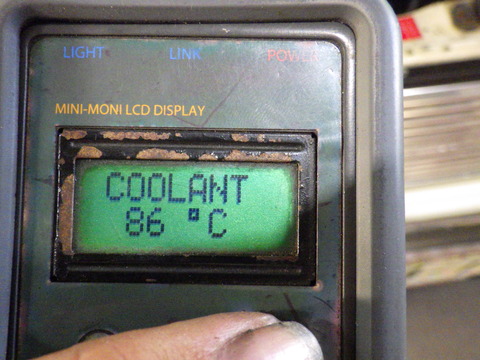 LIGHT LINK POWER
MINI-MONI LCD DISPLAY
COOLANT
86 °C